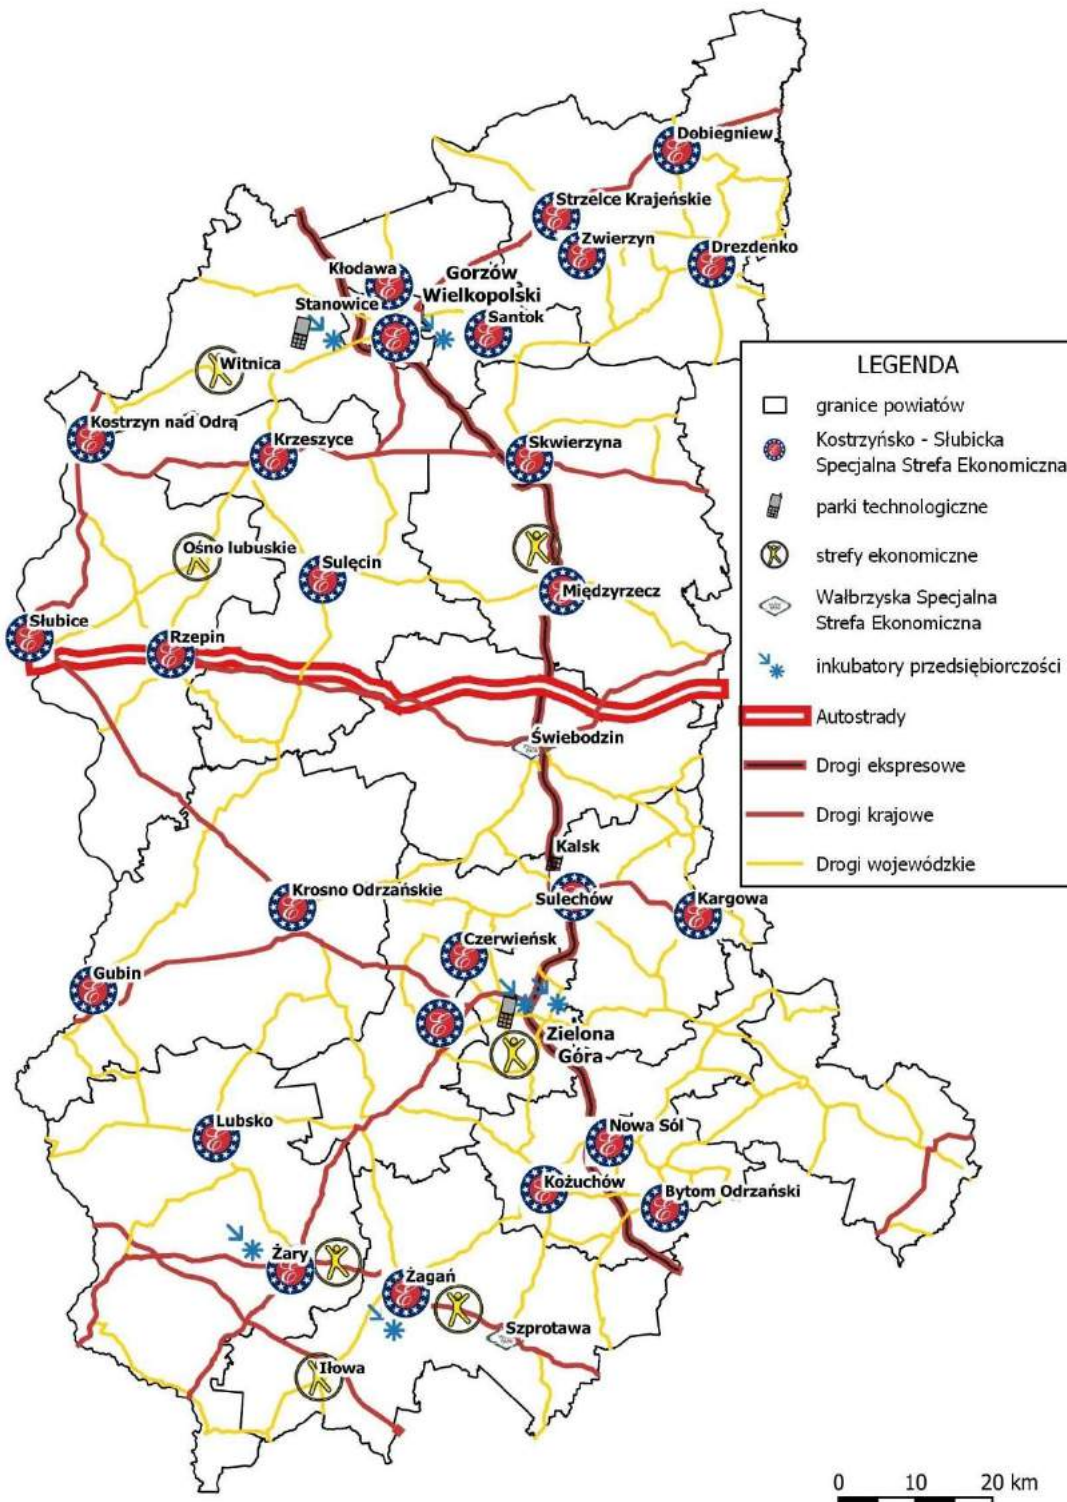 Dobiegniew
Strzelce Krajeńskie
Zwierzyn
Drezdenko
Kłodawa
Gorzów
Wielkopolski
Stanowice
Santok
Witnica
Kostrzyn nad Odrą
Krzeszyce
Skwierzyna
Ośno lubuskie
Sulęcin
Międzyrzecz
Słubice
Rzepin
Świebodzin
Kalsk
Krosno Odrzańskie
Sulechów
Kargowa
Czerwieńsk
Gubin
Zielona
Góra
Lubsko
Nowa Sól
Kożuchów
Bytom Odrzański
Żary
Żagań
Szprotawa
Iłowa
LEGENDA
granice powiatów
Kostrzyńsko - Słubicka
Specjalna Strefa Ekonomiczna
parki technologiczne
strefy ekonomiczne
Wałbrzyska Specjalna
Strefa Ekonomiczna
inkubatory przedsiębiorczości
Autostrady
Drogi ekspresowe
Drogi krajowe
Drogi wojewódzkie
0 10 20 km